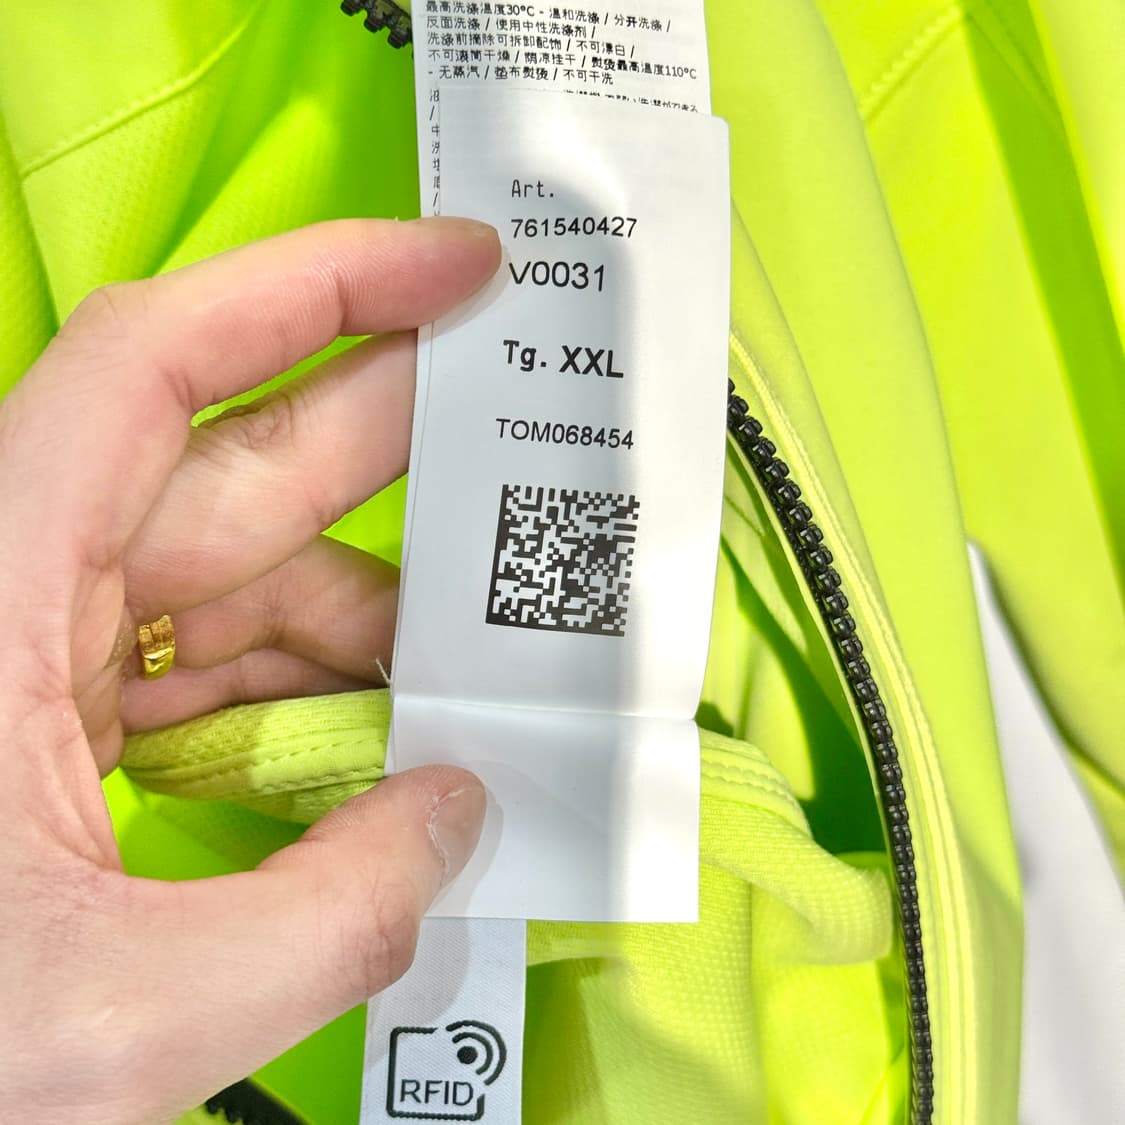 最高洗涤温度30°C - 温和洗涤 / 分开洗涤 /
反面洗涤 / 使用中性洗涤剂 /
洗涤前摘除可拆卸配饰 / 不可漂白 /
不可滚筒干燥 / 荫凉挂干 / 熨烫最高温度110°C
- 无蒸汽 / 垫布熨烫 / 不可干洗
Art.
761540427
V0031
Tg. XXL
TOM068454
RFID